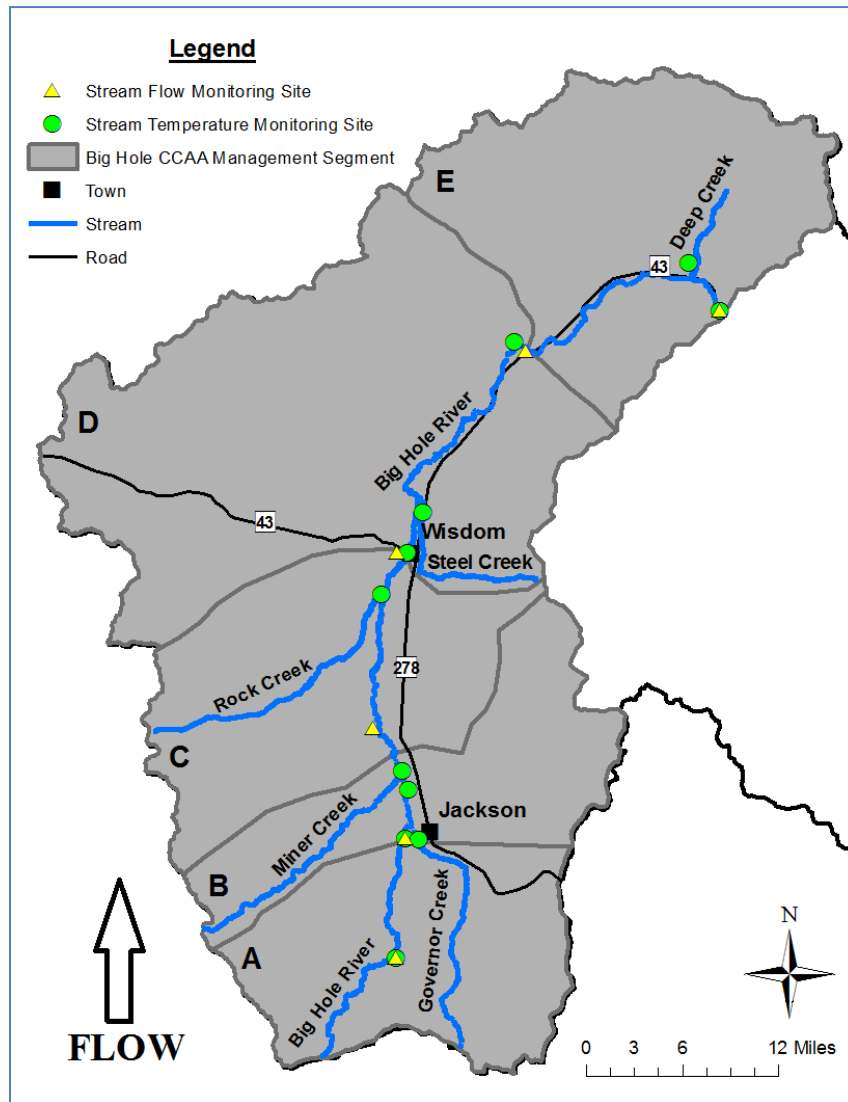 Legend
Stream Flow Monitoring Site
Stream Temperature Monitoring Site
Big Hole CCAA Management Segment
Town
Stream
Road
E
Deep Creek
43
Big Hole River
D
43
Wisdom
Steel Creek
Rock Creek
278
C
Jackson
Miner Creek
B
A
Governor Creek
Big Hole River
N
FLOW
0 3 6 12 Miles